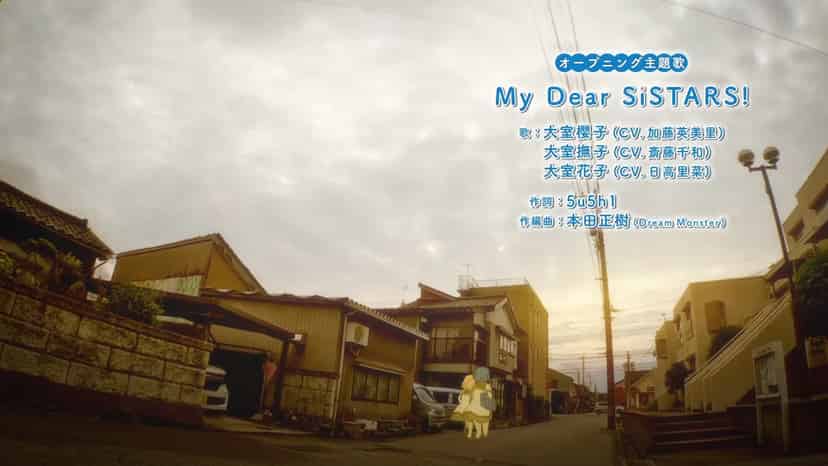 オープニング主題歌
My Dear SiSTARS!
歌：大室櫻子（CV.加藤英美里）
大室撫子（CV.斎藤千和）
大室花子（CV.日高里菜）
作詞：5u5h1
作編曲：本田正樹（Dream Monster）